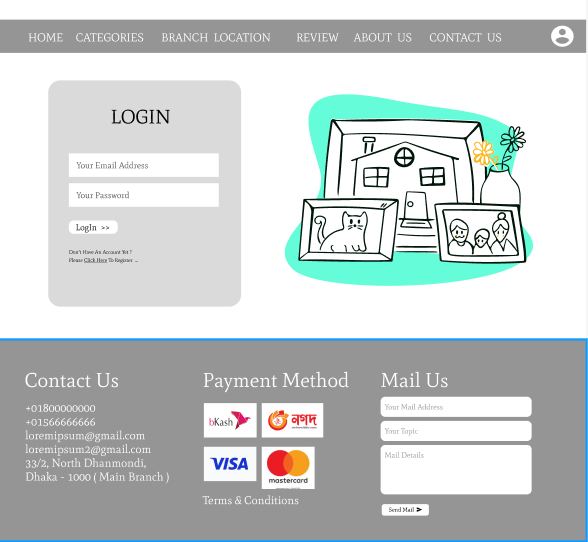 HOME CATEGORIES BRANCH LOCATION REVIEW ABOUT US CONTACT US
LOGIN
Your Email Address
Your Password
LogIn >>
Don't Have An Account Yet ?
Please Click Here To Register ...
Contact Us
+01800000000
+01566666666
loremipsum@gmail.com
loremipsum2@gmail.com
33/2, North Dhanmondi,
Dhaka - 1000 ( Main Branch )
Payment Method
bKash
নগদ
VISA
mastercard
Terms & Conditions
Mail Us
Your Mail Address
Your Topic
Mail Details
Send Mail ➤